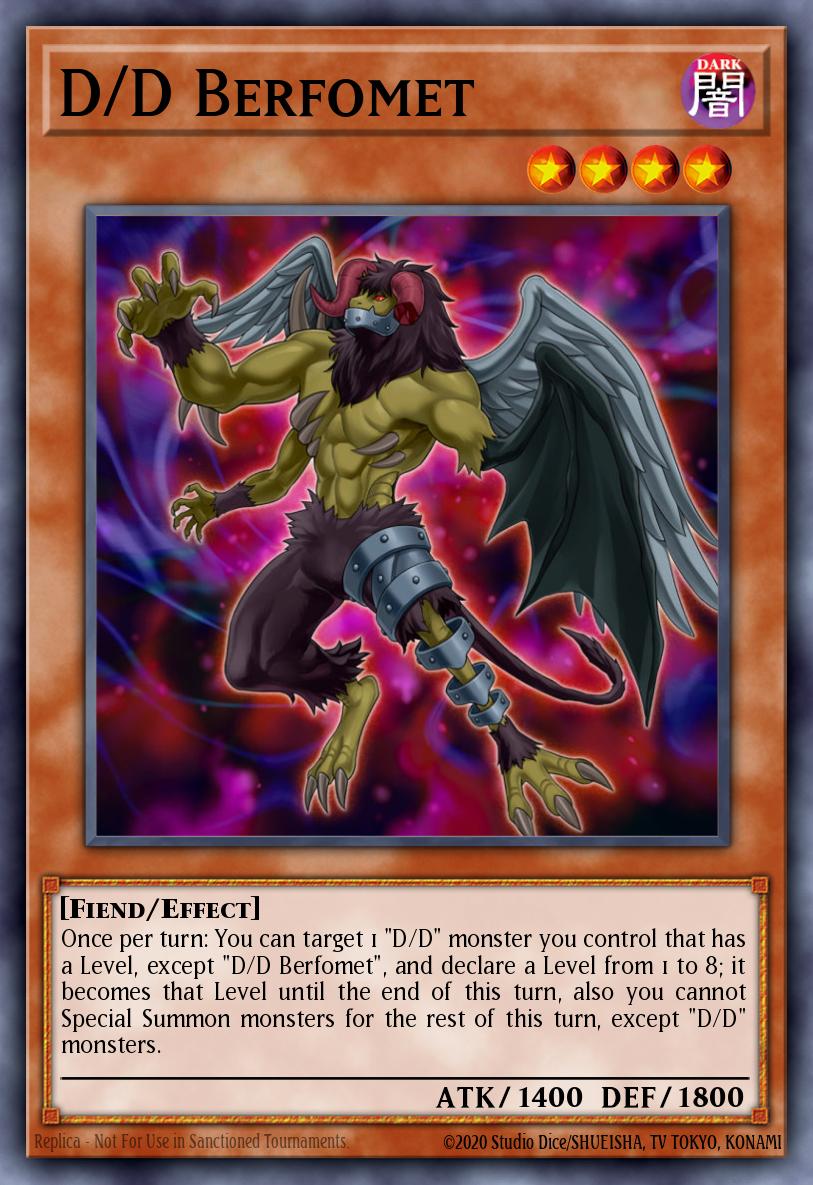 D/D Berfomet
DARK
闇
[Fiend/Effect]
Once per turn: You can target 1 "D/D" monster you control that has
a Level, except "D/D Berfomet", and declare a Level from 1 to 8; it
becomes that Level until the end of this turn, also you cannot
Special Summon monsters for the rest of this turn, except "D/D"
monsters.
ATK/1400 DEF/1800
Replica - Not For Use in Sanctioned Tournaments.
©2020 Studio Dice/SHUEISHA, TV TOKYO, KONAMI